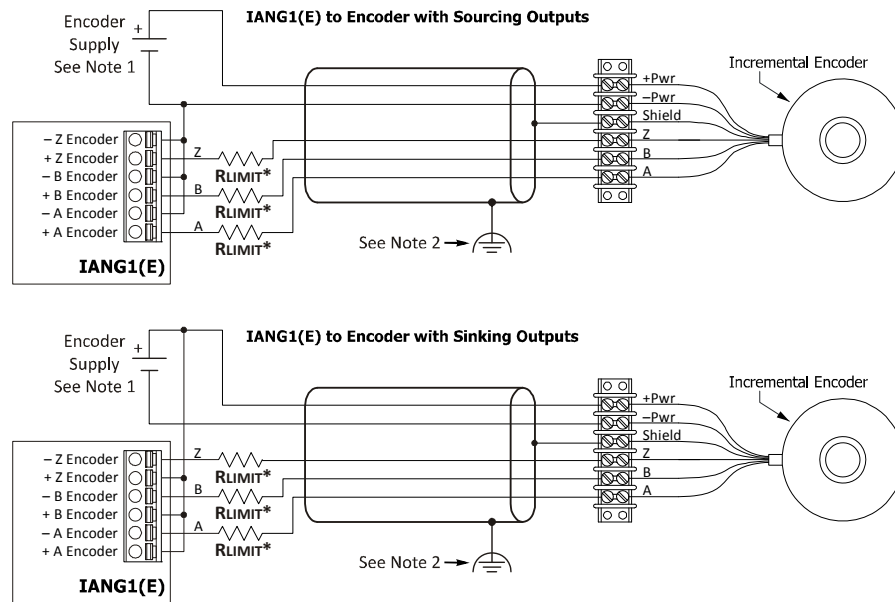 IANG1(E) to Encoder with Sourcing Outputs
Encoder
Supply
See Note 1
+
Incremental Encoder
+Pwr
–Pwr
Shield
Z
B
A
– Z Encoder
+ Z Encoder
– B Encoder
+ B Encoder
– A Encoder
+ A Encoder
Z
RLIMIT*
B
RLIMIT*
A
RLIMIT*
See Note 2
IANG1(E)
IANG1(E) to Encoder with Sinking Outputs
Encoder
Supply
See Note 1
+
Incremental Encoder
+Pwr
–Pwr
Shield
Z
B
A
– Z Encoder
+ Z Encoder
– B Encoder
+ B Encoder
– A Encoder
+ A Encoder
Z
RLIMIT*
B
RLIMIT*
A
RLIMIT*
See Note 2
IANG1(E)